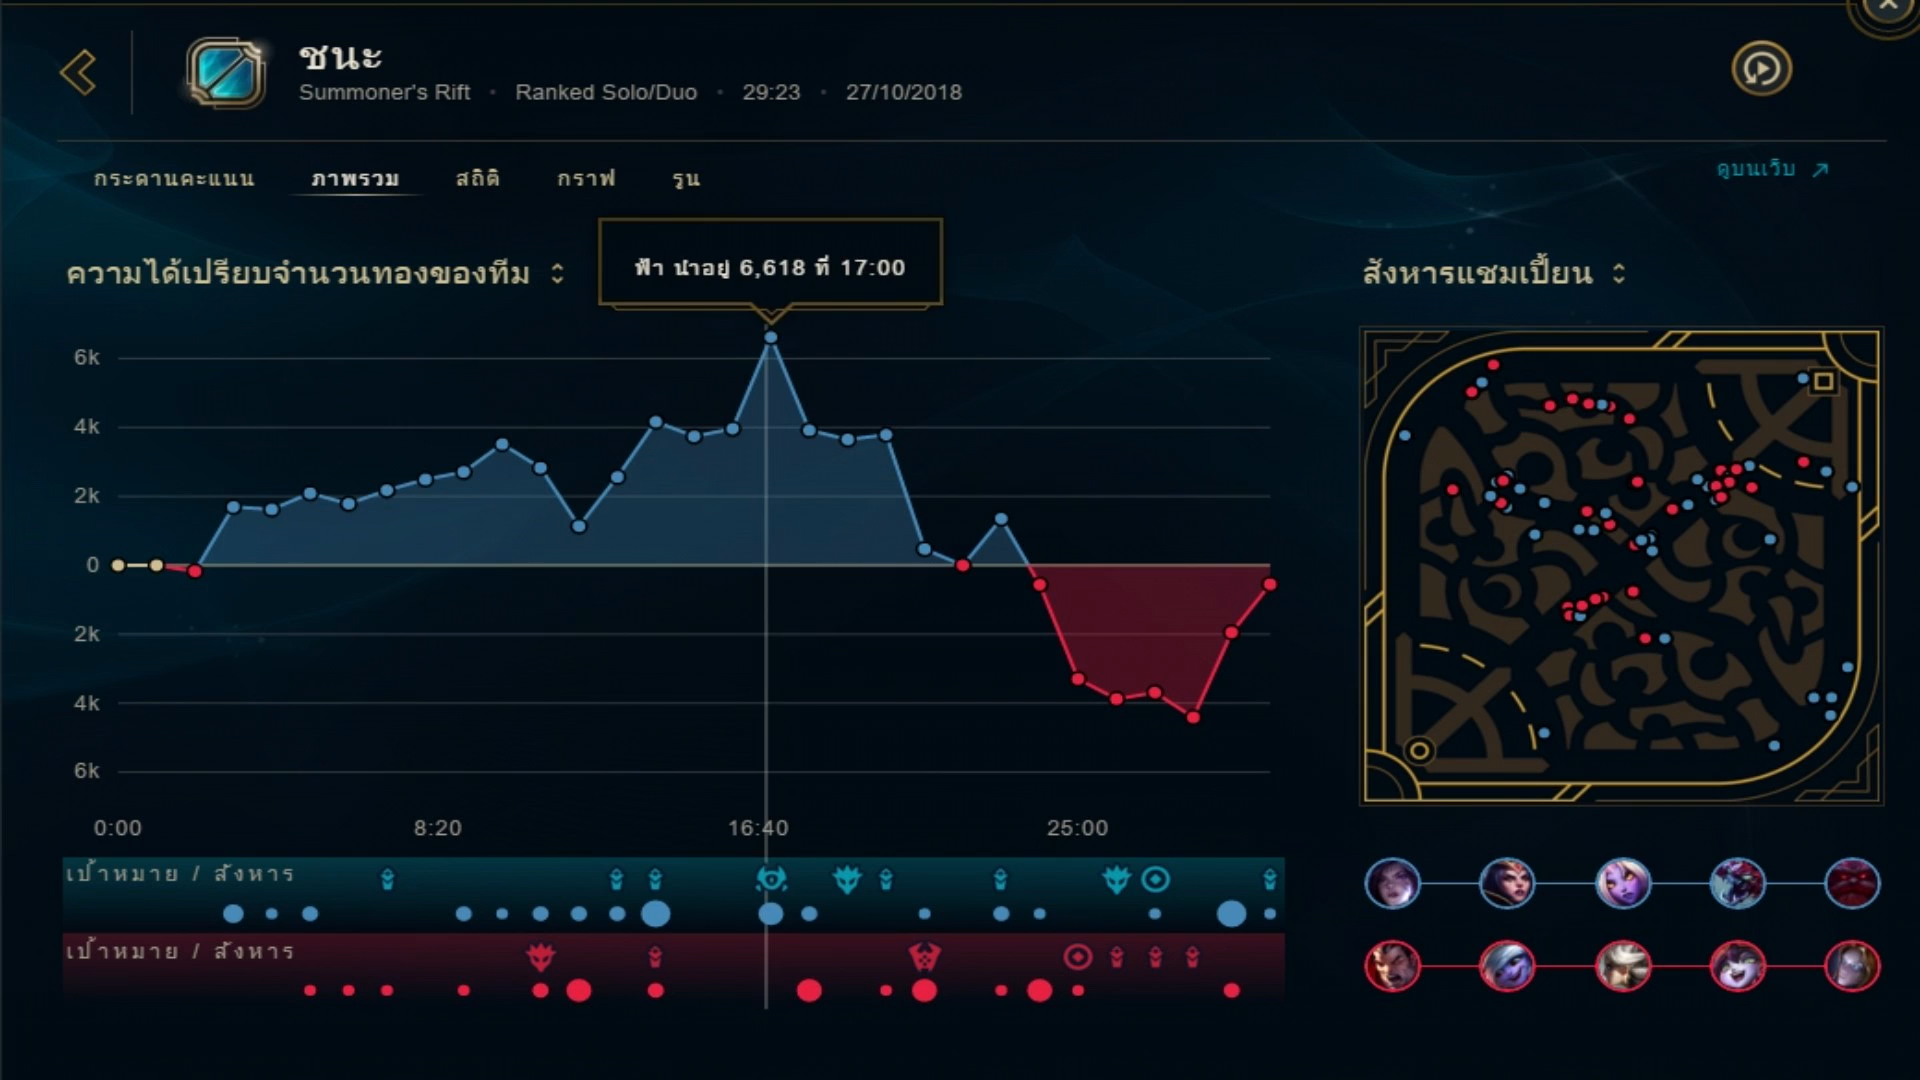 ชนะ
Summoner's Rift • Ranked Solo/Duo • 29:23 • 27/10/2018
กระดานคะแนน ภาพรวม สถิติ กราฟ รูน
ดูบนเว็บ
ความได้เปรียบจำนวนทองของทีม
ฟ้า นำอยู่ 6,618 ที่ 17:00
สังหารแชมเปี้ยน
6k
4k
2k
0
2k
4k
6k
0:00 8:20 16:40 25:00
เป้าหมาย / สังหาร
เป้าหมาย / สังหาร